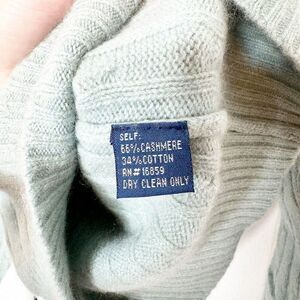 SELF:
66% CASHMERE
34% COTTON
RN# 16859
DRY CLEAN ONLY